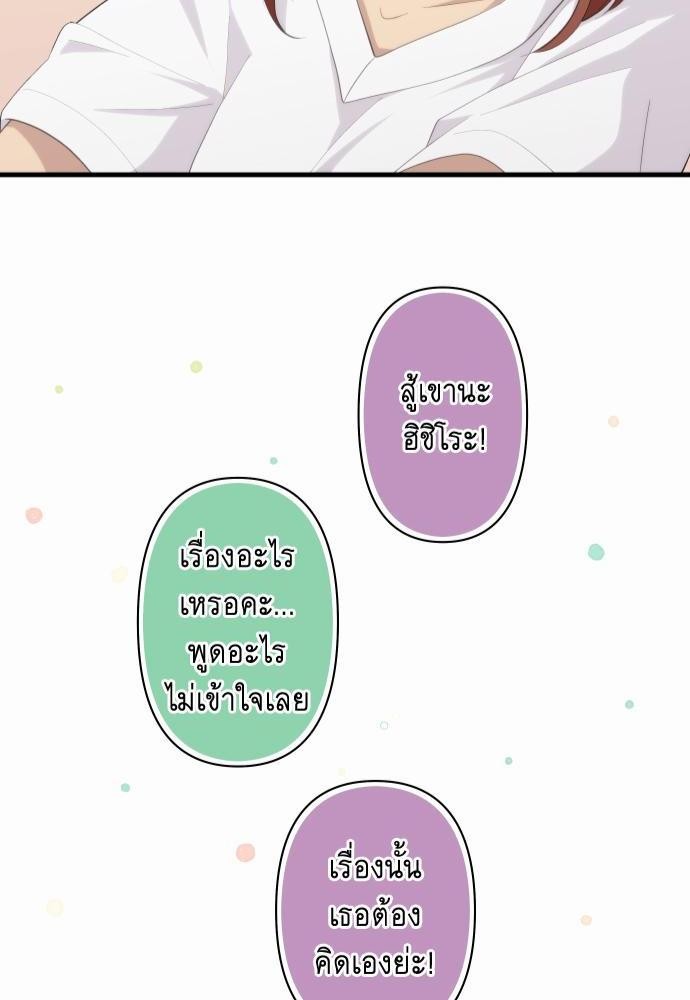 สู้เขานะ
ฮิชิโระ!
เรื่องอะไร
เหรอคะ...
พูดอะไร
ไม่เข้าใจเลย
เรื่องนั้น
เธอต้อง
คิดเองย่ะ!